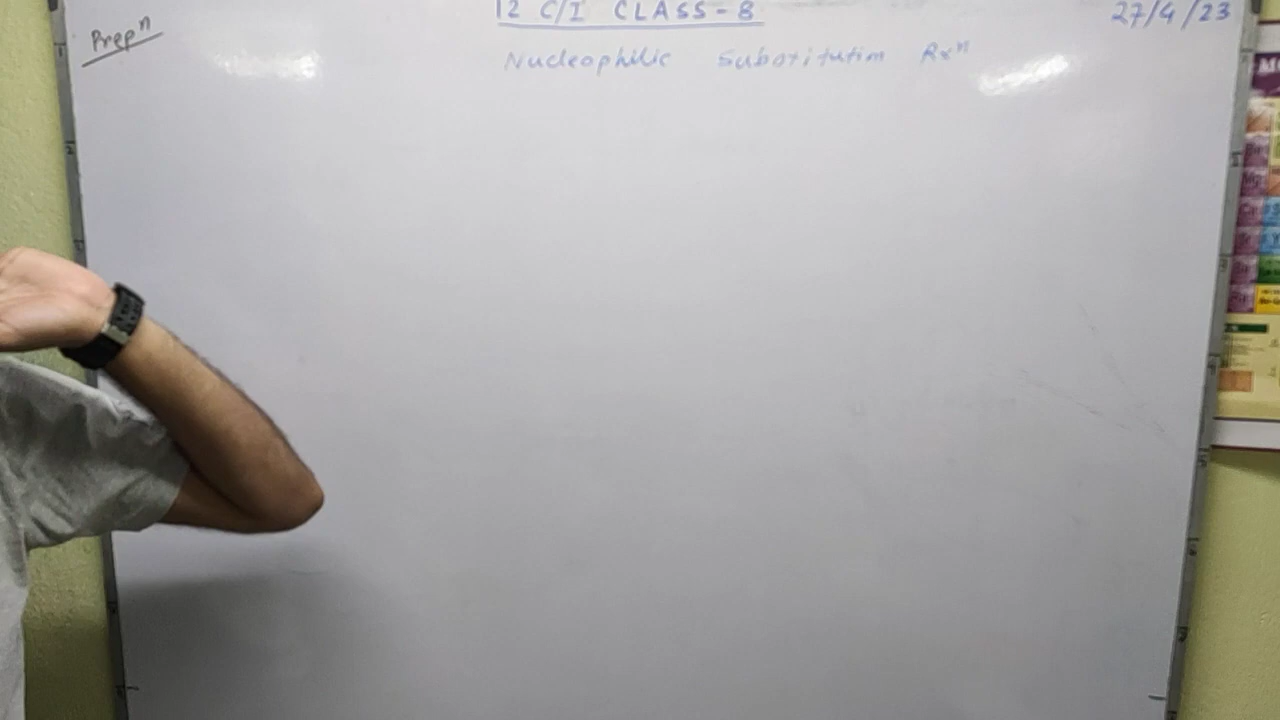 12 C/I CLASS-8
27/4/23
Prepⁿ
Nucleophilic Substitution Rxⁿ